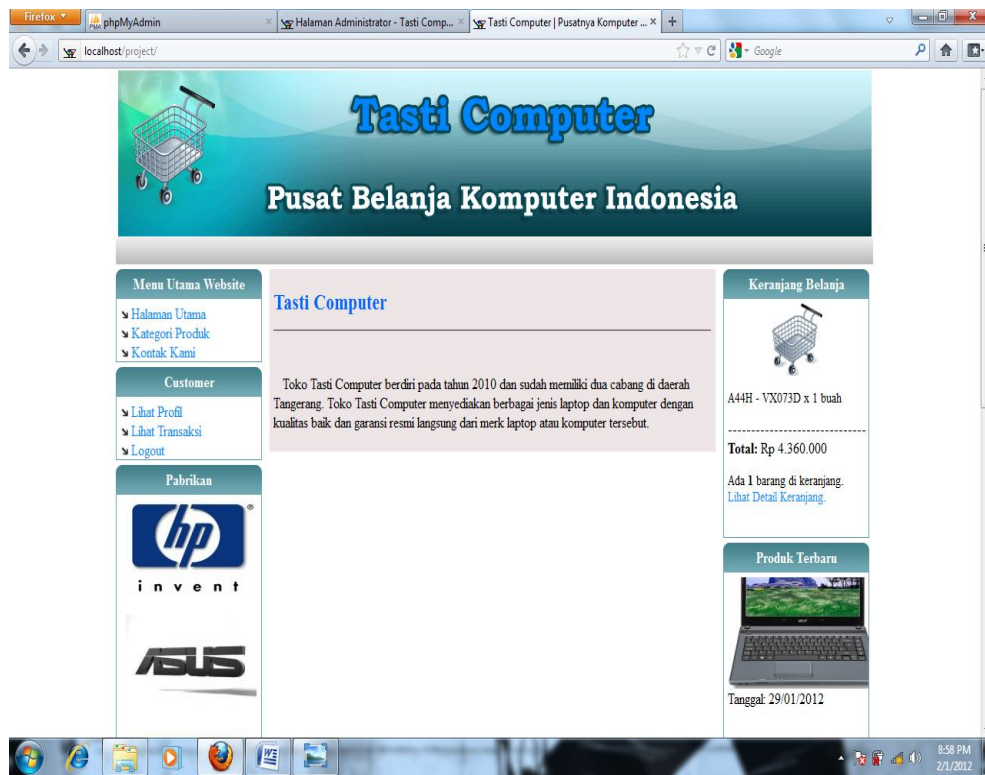 Firefox
phpMyAdmin
Halaman Administrator - Tasti Comp...
Tasti Computer | Pusatnya Komputer ...
localhost/project/
Google
Tasti Computer
Pusat Belanja Komputer Indonesia
Menu Utama Website
Halaman Utama
Kategori Produk
Kontak Kami
Customer
Lihat Profil
Lihat Transaksi
Logout
Pabrikan
hp
invent
ASUS
Tasti Computer
Toko Tasti Computer berdiri pada tahun 2010 dan sudah memiliki dua cabang di daerah
Tangerang. Toko Tasti Computer menyediakan berbagai jenis laptop dan komputer dengan
kualitas baik dan garansi resmi langsung dari merk laptop atau komputer tersebut.
Keranjang Belanja
A44H - VX073D x 1 buah
------------------------------
Total: Rp 4.360.000
Ada 1 barang di keranjang.
Lihat Detail Keranjang.
Produk Terbaru
Tanggal: 29/01/2012
8:58 PM
2/1/2012